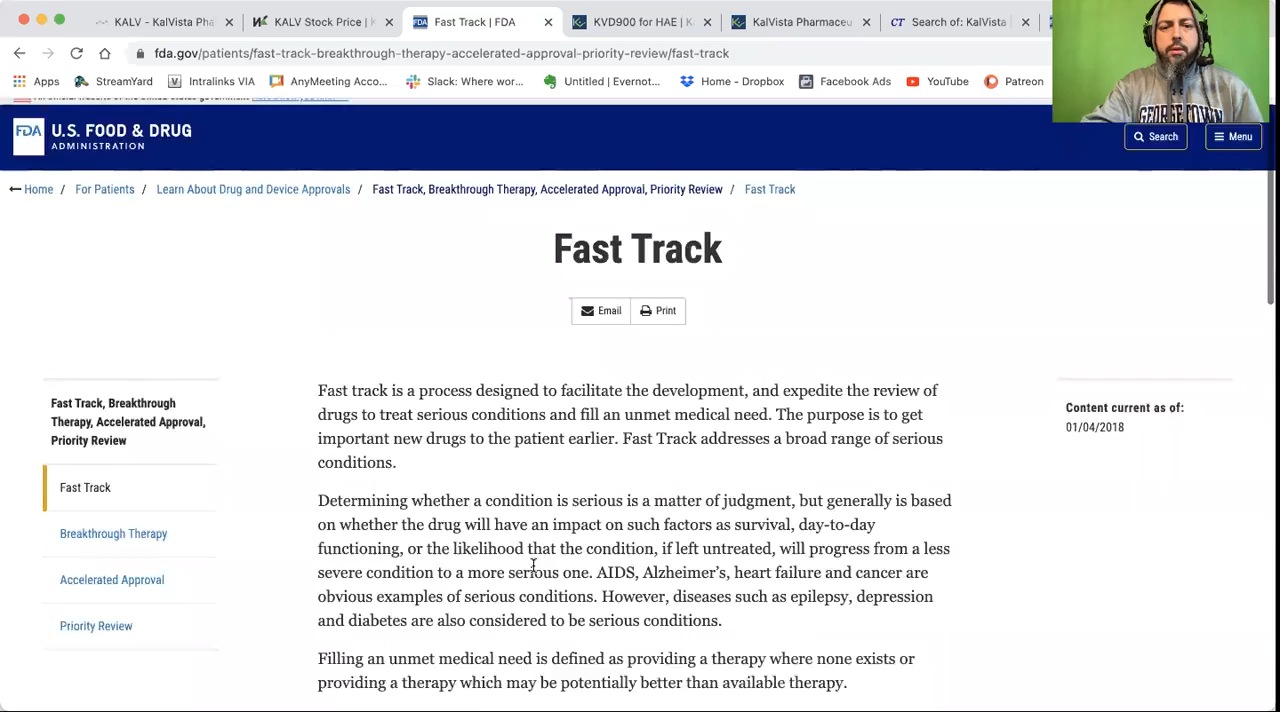 KALV - KalVista Pha
KALV Stock Price | K
Fast Track | FDA
KVD900 for HAE | K
KalVista Pharmaceu
CT Search of: KalVista |
fda.gov/patients/fast-track-breakthrough-therapy-accelerated-approval-priority-review/fast-track
Apps
StreamYard
Intralinks VIA
AnyMeeting Acco...
Slack: Where wor...
Untitled | Evernot...
Home - Dropbox
Facebook Ads
YouTube
Patreon
GEORGETOWN
FDA U.S. FOOD & DRUG
ADMINISTRATION
Search
Menu
Home / For Patients / Learn About Drug and Device Approvals / Fast Track, Breakthrough Therapy, Accelerated Approval, Priority Review / Fast Track
Fast Track
Email
Print
Fast Track, Breakthrough
Therapy, Accelerated Approval,
Priority Review
Fast Track
Breakthrough Therapy
Accelerated Approval
Priority Review
Fast track is a process designed to facilitate the development, and expedite the review of
drugs to treat serious conditions and fill an unmet medical need. The purpose is to get
important new drugs to the patient earlier. Fast Track addresses a broad range of serious
conditions.
Determining whether a condition is serious is a matter of judgment, but generally is based
on whether the drug will have an impact on such factors as survival, day-to-day
functioning, or the likelihood that the condition, if left untreated, will progress from a less
severe condition to a more serious one. AIDS, Alzheimer's, heart failure and cancer are
obvious examples of serious conditions. However, diseases such as epilepsy, depression
and diabetes are also considered to be serious conditions.
Filling an unmet medical need is defined as providing a therapy where none exists or
providing a therapy which may be potentially better than available therapy.
Content current as of:
01/04/2018